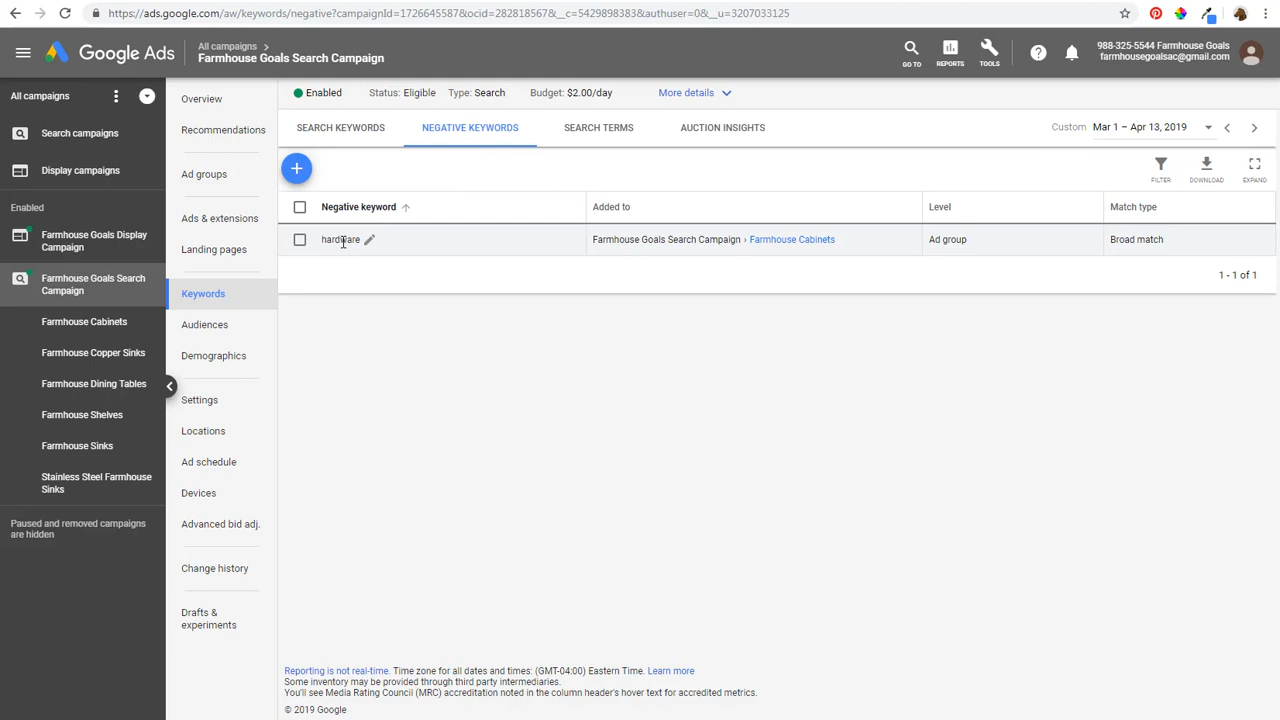 https://ads.google.com/aw/keywords/negative?campaignId=1726645587&ocid=282818567&__c=5429898383&authuser=0&__u=3207033125
Google Ads
All campaigns >
Farmhouse Goals Search Campaign
GO TO
REPORTS
TOOLS
988-325-5544 Farmhouse Goals
farmhousegoalsac@gmail.com
All campaigns
Search campaigns
Display campaigns
Enabled
Farmhouse Goals Display
Campaign
Farmhouse Goals Search
Campaign
Farmhouse Cabinets
Farmhouse Copper Sinks
Farmhouse Dining Tables
Farmhouse Shelves
Farmhouse Sinks
Stainless Steel Farmhouse
Sinks
Paused and removed campaigns
are hidden
Overview
Recommendations
Ad groups
Ads & extensions
Landing pages
Keywords
Audiences
Demographics
Settings
Locations
Ad schedule
Devices
Advanced bid adj.
Change history
Drafts &
experiments
Enabled Status: Eligible Type: Search Budget: $2.00/day More details
SEARCH KEYWORDS NEGATIVE KEYWORDS SEARCH TERMS AUCTION INSIGHTS
Custom Mar 1 – Apr 13, 2019
FILTER
DOWNLOAD
EXPAND
Negative keyword Added to Level Match type
hardware Farmhouse Goals Search Campaign › Farmhouse Cabinets Ad group Broad match
1 - 1 of 1
Reporting is not real-time. Time zone for all dates and times: (GMT-04:00) Eastern Time. Learn more
Some inventory may be provided through third party intermediaries.
You'll see Media Rating Council (MRC) accreditation noted in the column header's hover text for accredited metrics.
© 2019 Google